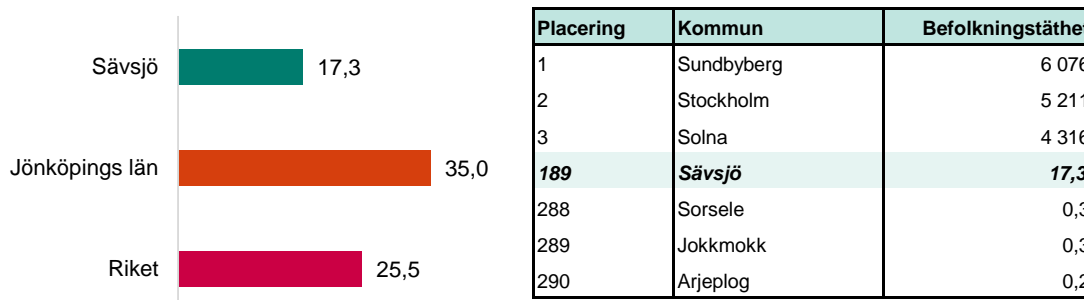 Sävsjö 17,3
Jönköpings län 35,0
Riket 25,5
Placering Kommun Befolkningstäthet
1 Sundbyberg 6 076
2 Stockholm 5 211
3 Solna 4 316
189 Sävsjö 17,3
288 Sorsele 0,3
289 Jokkmokk 0,3
290 Arjeplog 0,2